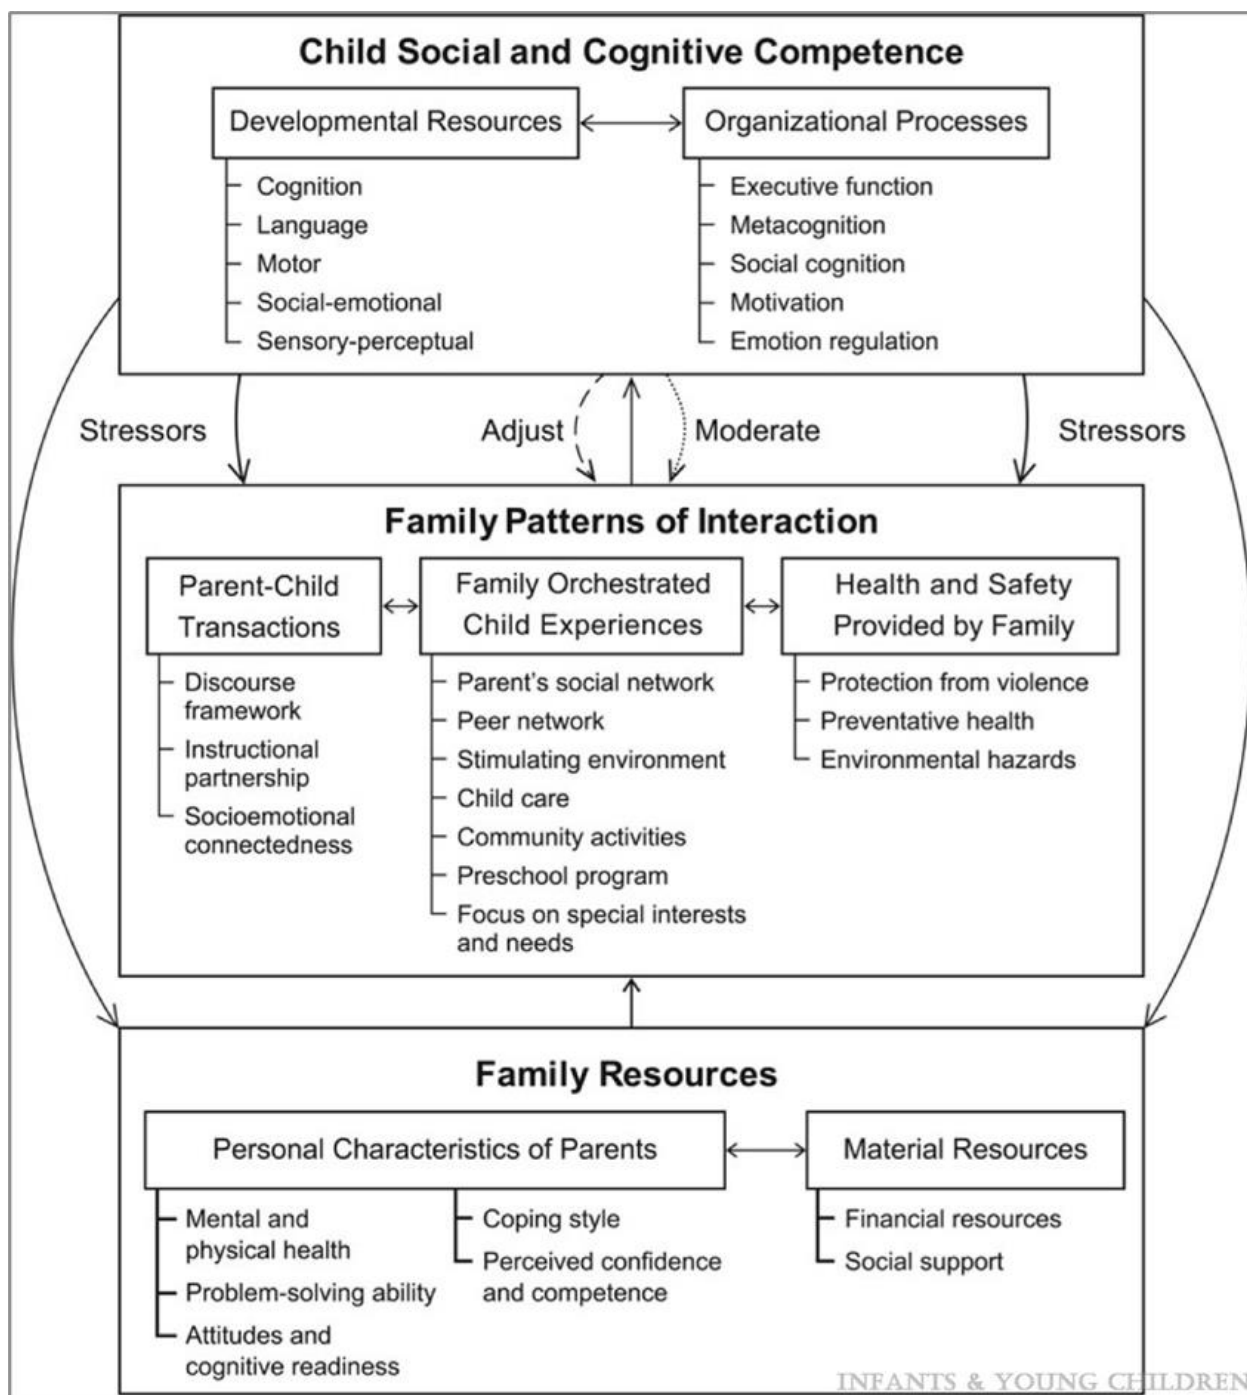 Child Social and Cognitive Competence
Developmental Resources
Cognition
Language
Motor
Social-emotional
Sensory-perceptual
Organizational Processes
Executive function
Metacognition
Social cognition
Motivation
Emotion regulation
Stressors
Adjust
Moderate
Stressors
Family Patterns of Interaction
Parent-Child
Transactions
Discourse
framework
Instructional
partnership
Socioemotional
connectedness
Family Orchestrated
Child Experiences
Parent's social network
Peer network
Stimulating environment
Child care
Community activities
Preschool program
Focus on special interests
and needs
Health and Safety
Provided by Family
Protection from violence
Preventative health
Environmental hazards
Family Resources
Personal Characteristics of Parents
Mental and
physical health
Problem-solving ability
Attitudes and
cognitive readiness
Coping style
Perceived confidence
and competence
Material Resources
Financial resources
Social support
INFANTS & YOUNG CHILDREN